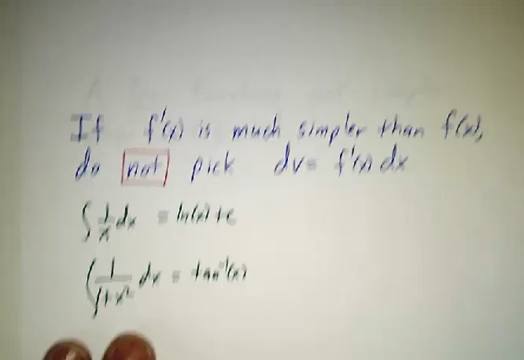 If f'(x) is much simpler than f(x),
do not pick dv = f'(x) dx
∫ 1/x dx = ln(x) + c
∫ 1/(1+x²) dx = tan⁻¹(x)